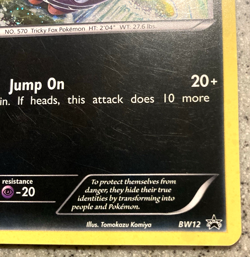 NO. 570 Tricky Fox Pokémon HT: 2'04" WT: 27.6 lbs.
Jump On 20+
in. If heads, this attack does 10 more
resistance
-20
To protect themselves from
danger, they hide their true
identities by transforming into
people and Pokémon.
Illus. Tomokazu Komiya BW12